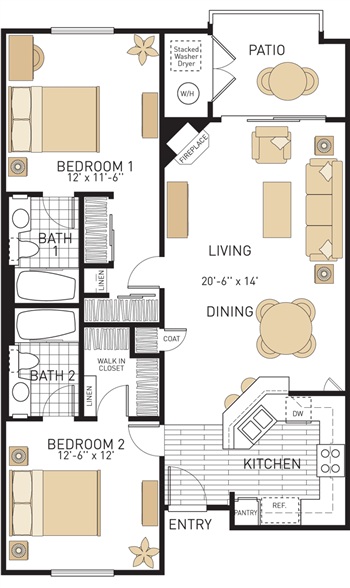 Stacked
Washer
Dryer
PATIO
W/H
FIREPLACE
BEDROOM 1
12' x 11'-6''
BATH
1
LIVING
LINEN
20'-6'' x 14'
DINING
COAT
WALK IN
CLOSET
BATH 2
LINEN
DW
BEDROOM 2
12'-6'' x 12'
KITCHEN
PANTRY
REF.
ENTRY